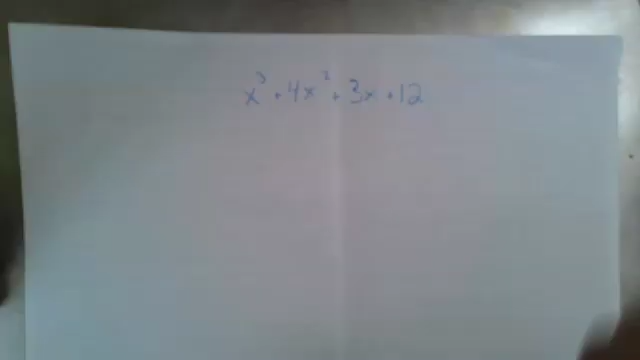 x³ + 4x² + 3x + 12